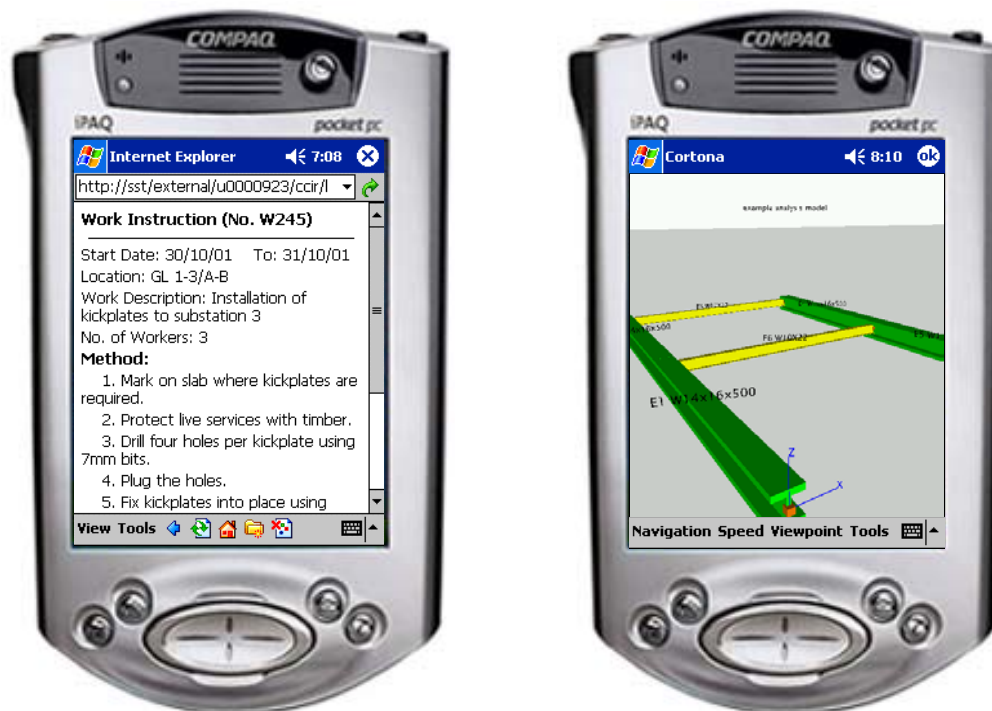 COMPAQ
iPAQ pocket pc
Internet Explorer 7:08
http://sst/external/u0000923/ccir/l
Work Instruction (No. W245)
Start Date: 30/10/01 To: 31/10/01
Location: GL 1-3/A-B
Work Description: Installation of
kickplates to substation 3
No. of Workers: 3
Method:
1. Mark on slab where kickplates are
required.
2. Protect live services with timber.
3. Drill four holes per kickplate using
7mm bits.
4. Plug the holes.
5. Fix kickplates into place using
View Tools
COMPAQ
iPAQ pocket pc
Cortona 8:10 ok
example analysis model
x16x500
F6 W10X22
E1 W14x16x500
Z
X
Navigation Speed Viewpoint Tools